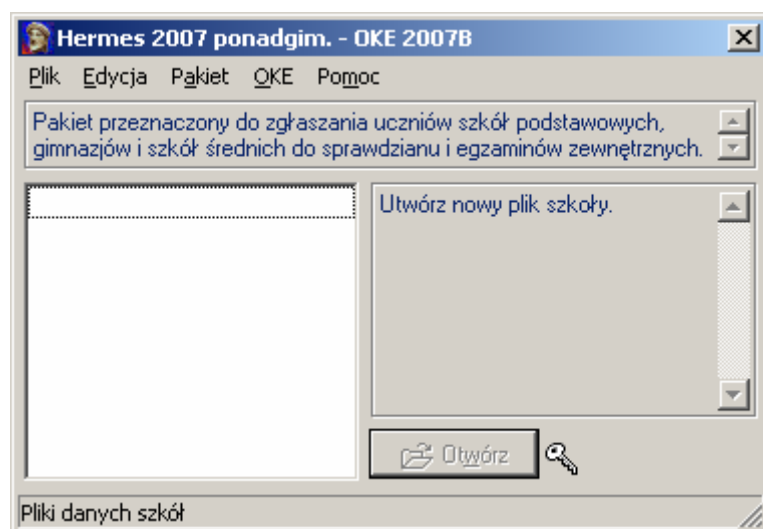 Hermes 2007 ponadgim. - OKE 2007B
Plik Edycja Pakiet OKE Pomoc
Pakiet przeznaczony do zgłaszania uczniów szkół podstawowych,
gimnazjów i szkół średnich do sprawdzianu i egzaminów zewnętrznych.
Utwórz nowy plik szkoły.
Otwórz
Pliki danych szkół